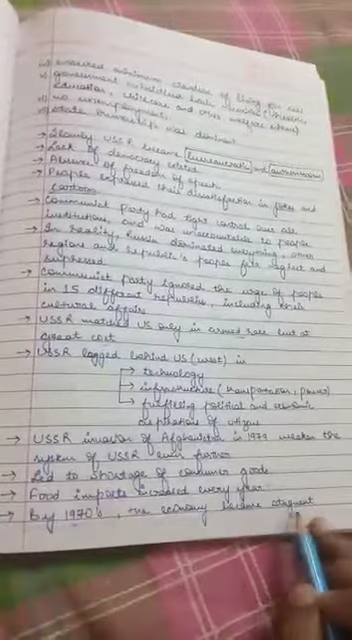 ensured minimum standard of living for all
government subsidised basic services (health,
education, childcare and other welfare schemes)
no unemployment
state ownership was dominant
→ Slowly USSR became bureaucratic and authoritarian
→ Lack of democracy existed
→ Absence of freedom of speech
→ People expressed their dissatisfaction in jokes and
cartoons
→ Communist Party had tight control over all
institutions and was unaccountable to people
→ In reality, Russia dominated everything, other
regions and republic's people felt neglect and
suppressed
→ Communist Party ignored the urge of people
in 15 different republics, including their
cultural affairs
→ USSR matched US only in armed race but at
great cost
→ USSR lagged behind US (west) in
→ technology
→ infrastructure (transportation, power)
→ fulfilling political and economic
aspiration of citizens
→ USSR invasion of Afghanistan in 1979 weaken the
system of USSR even further
→ Led to shortage of consumer goods
→ Food imports increased every year
→ By 1970s, the economy became stagnant